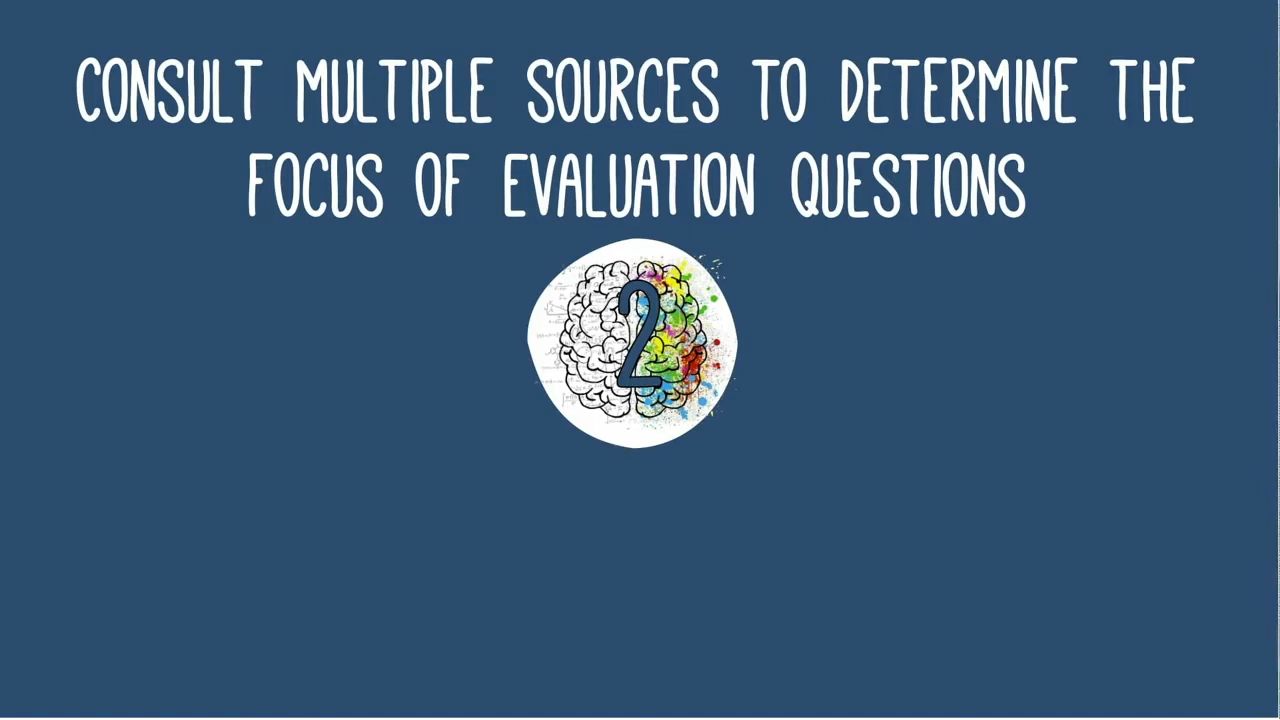 CONSULT MULTIPLE SOURCES TO DETERMINE THE
FOCUS OF EVALUATION QUESTIONS
2